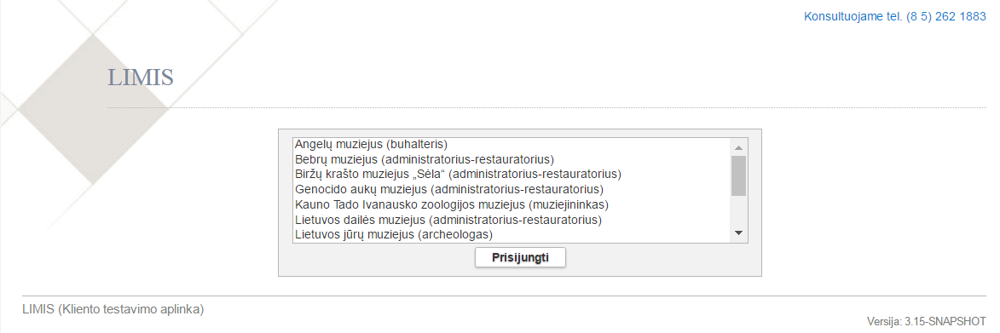 Konsultuojame tel. (8 5) 262 1883
LIMIS
Angelų muziejus (buhalteris)
Bebrų muziejus (administratorius-restauratorius)
Biržų krašto muziejus „Sėla“ (administratorius-restauratorius)
Genocido aukų muziejus (administratorius-restauratorius)
Kauno Tado Ivanausko zoologijos muziejus (muziejininkas)
Lietuvos dailės muziejus (administratorius-restauratorius)
Lietuvos jūrų muziejus (archeologas)
Prisijungti
LIMIS (Kliento testavimo aplinka)
Versija: 3.15-SNAPSHOT